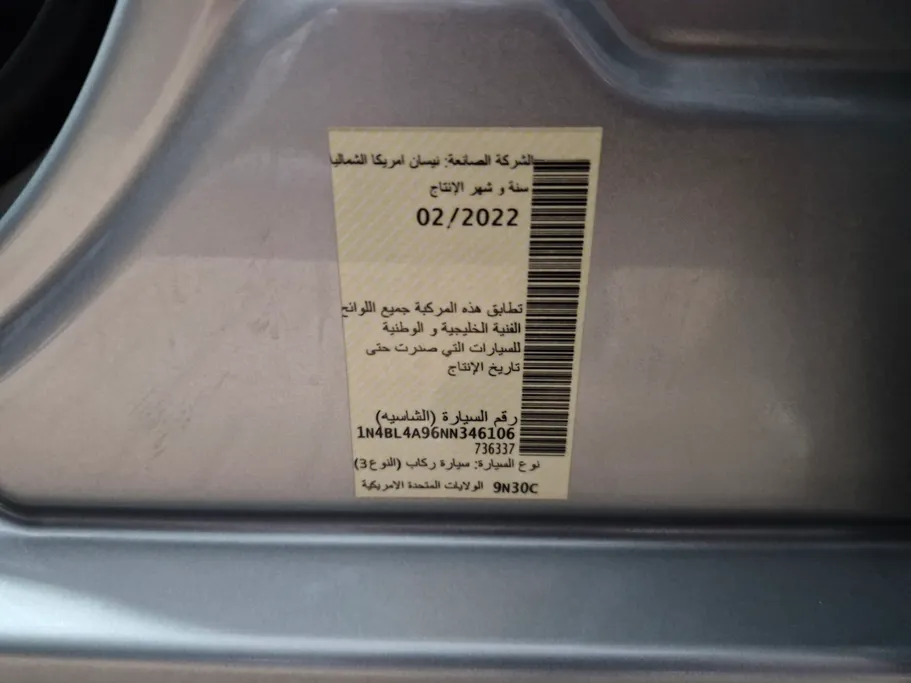 الشركة الصانعة: نيسان امريكا الشمالية
سنة و شهر الإنتاج
02/2022
تطابق هذه المركبة جميع اللوائح
الفنية الخليجية و الوطنية
للسيارات التي صدرت حتى
تاريخ الإنتاج
رقم السيارة (الشاسيه)
1N4BL4A96NN346106
736337
نوع السيارة: سيارة ركاب (النوع3)
9N30C الولايات المتحدة الامريكية